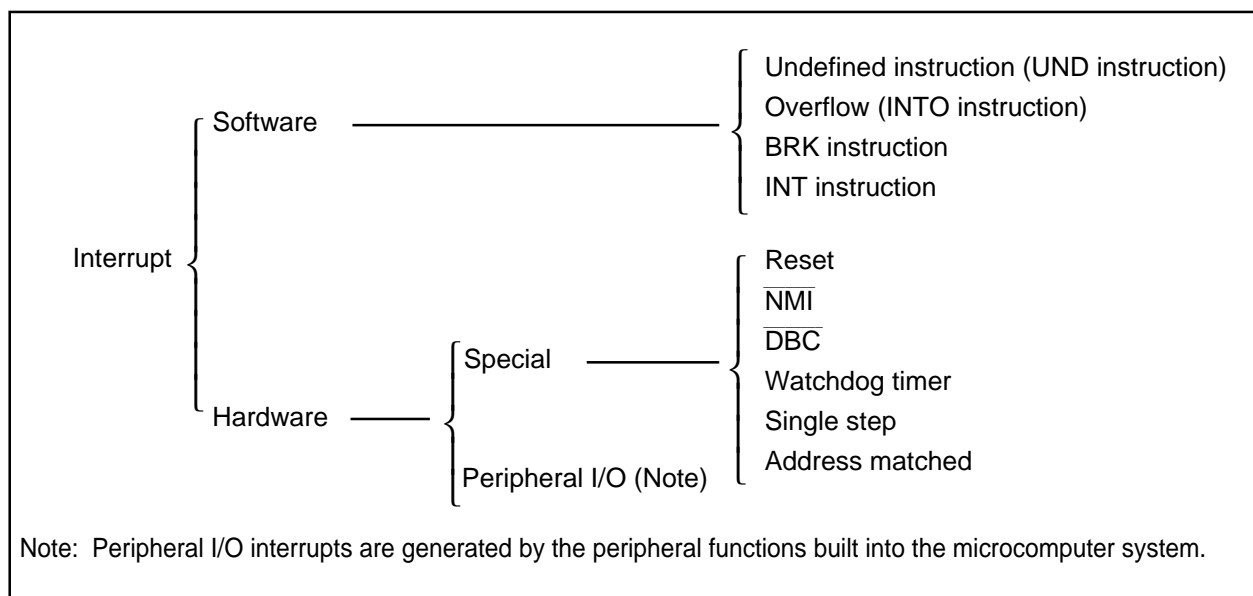 Interrupt
Software
Undefined instruction (UND instruction)
Overflow (INTO instruction)
BRK instruction
INT instruction
Hardware
Special
Reset
NMI
DBC
Watchdog timer
Single step
Address matched
Peripheral I/O (Note)
Note: Peripheral I/O interrupts are generated by the peripheral functions built into the microcomputer system.